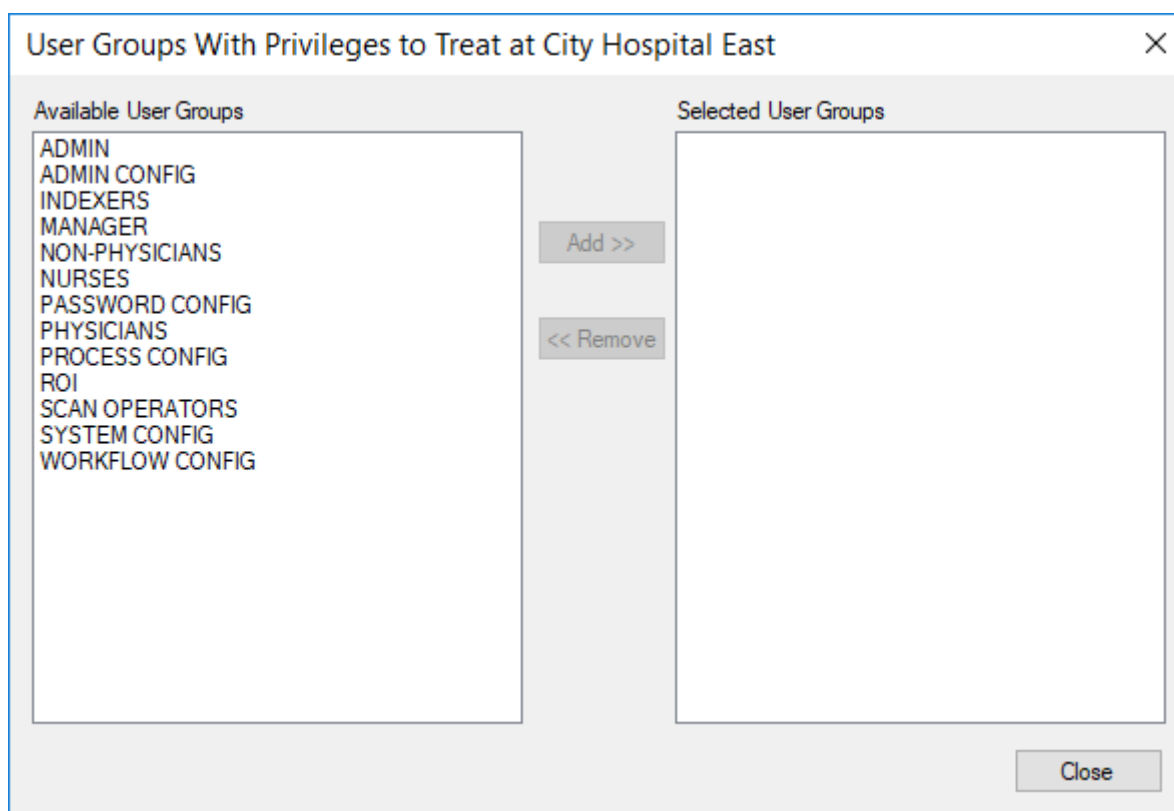 User Groups With Privileges to Treat at City Hospital East
Available User Groups
ADMIN
ADMIN CONFIG
INDEXERS
MANAGER
NON-PHYSICIANS
NURSES
PASSWORD CONFIG
PHYSICIANS
PROCESS CONFIG
ROI
SCAN OPERATORS
SYSTEM CONFIG
WORKFLOW CONFIG
Add >>
<< Remove
Selected User Groups
Close